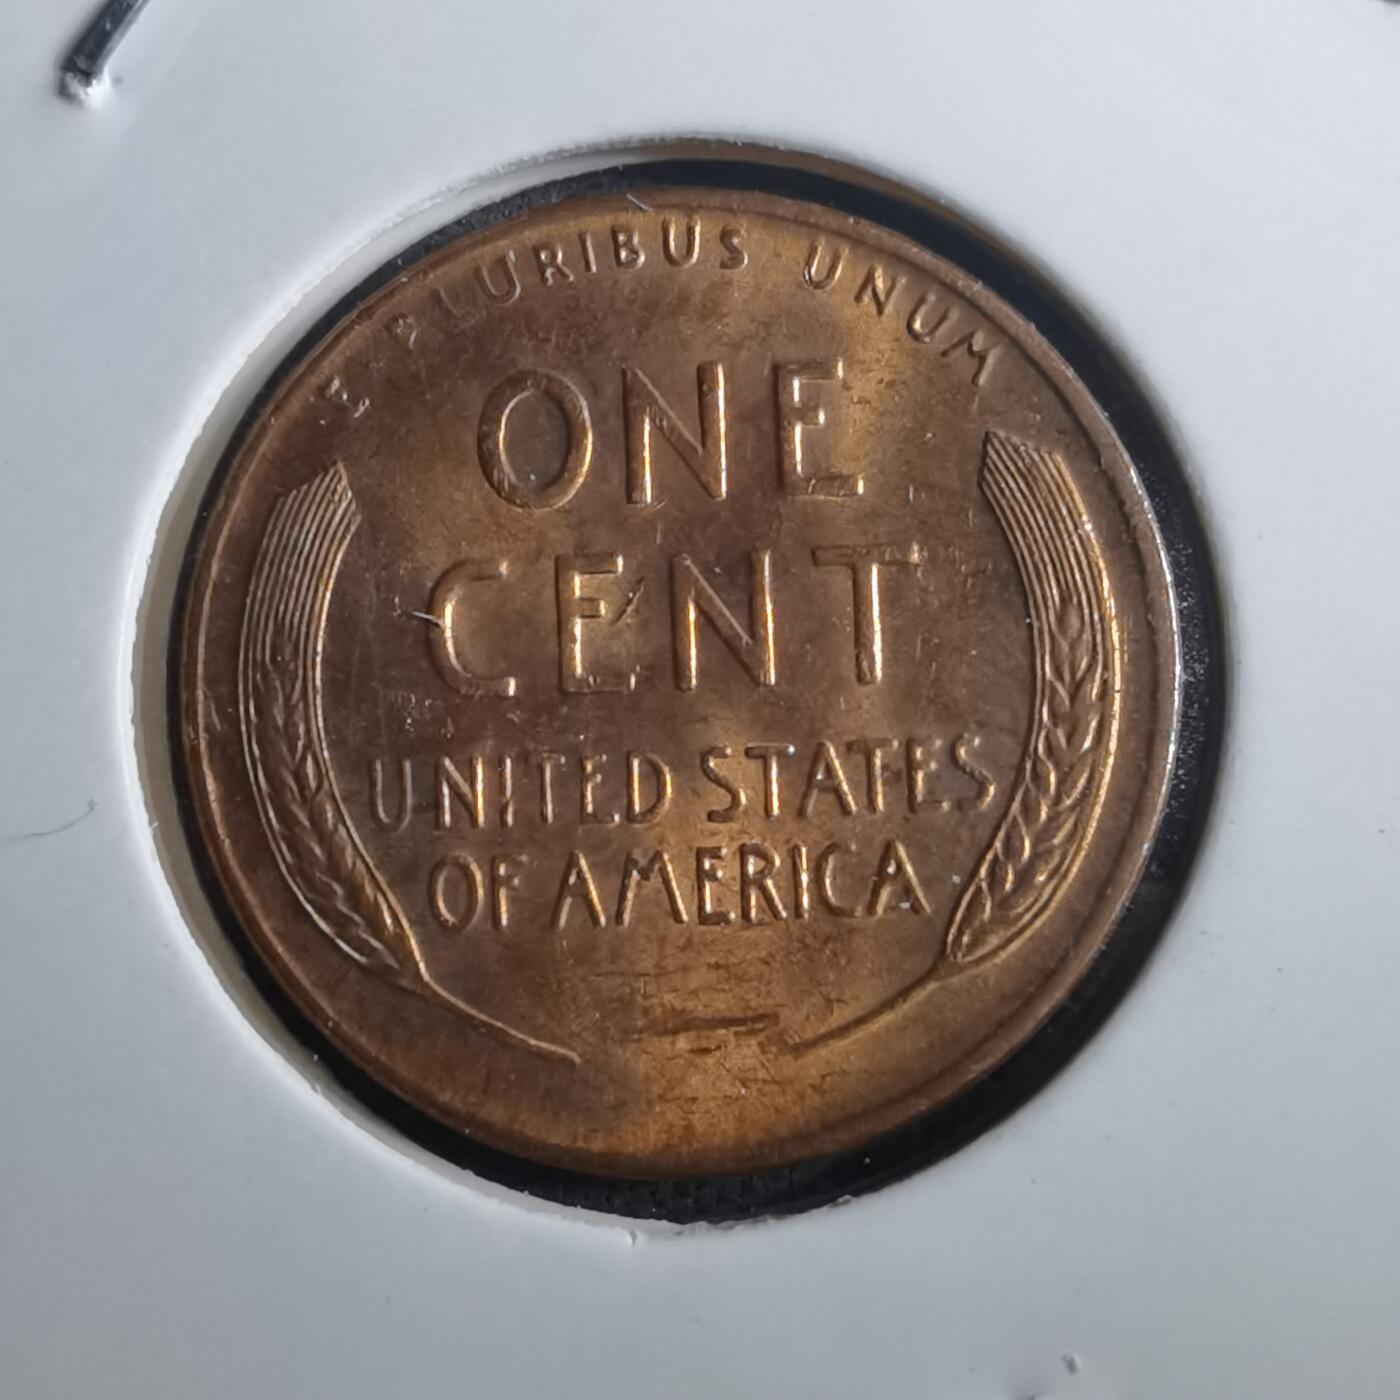 E PLURIBUS UNUM
ONE
CENT
UNITED STATES
OF AMERICA